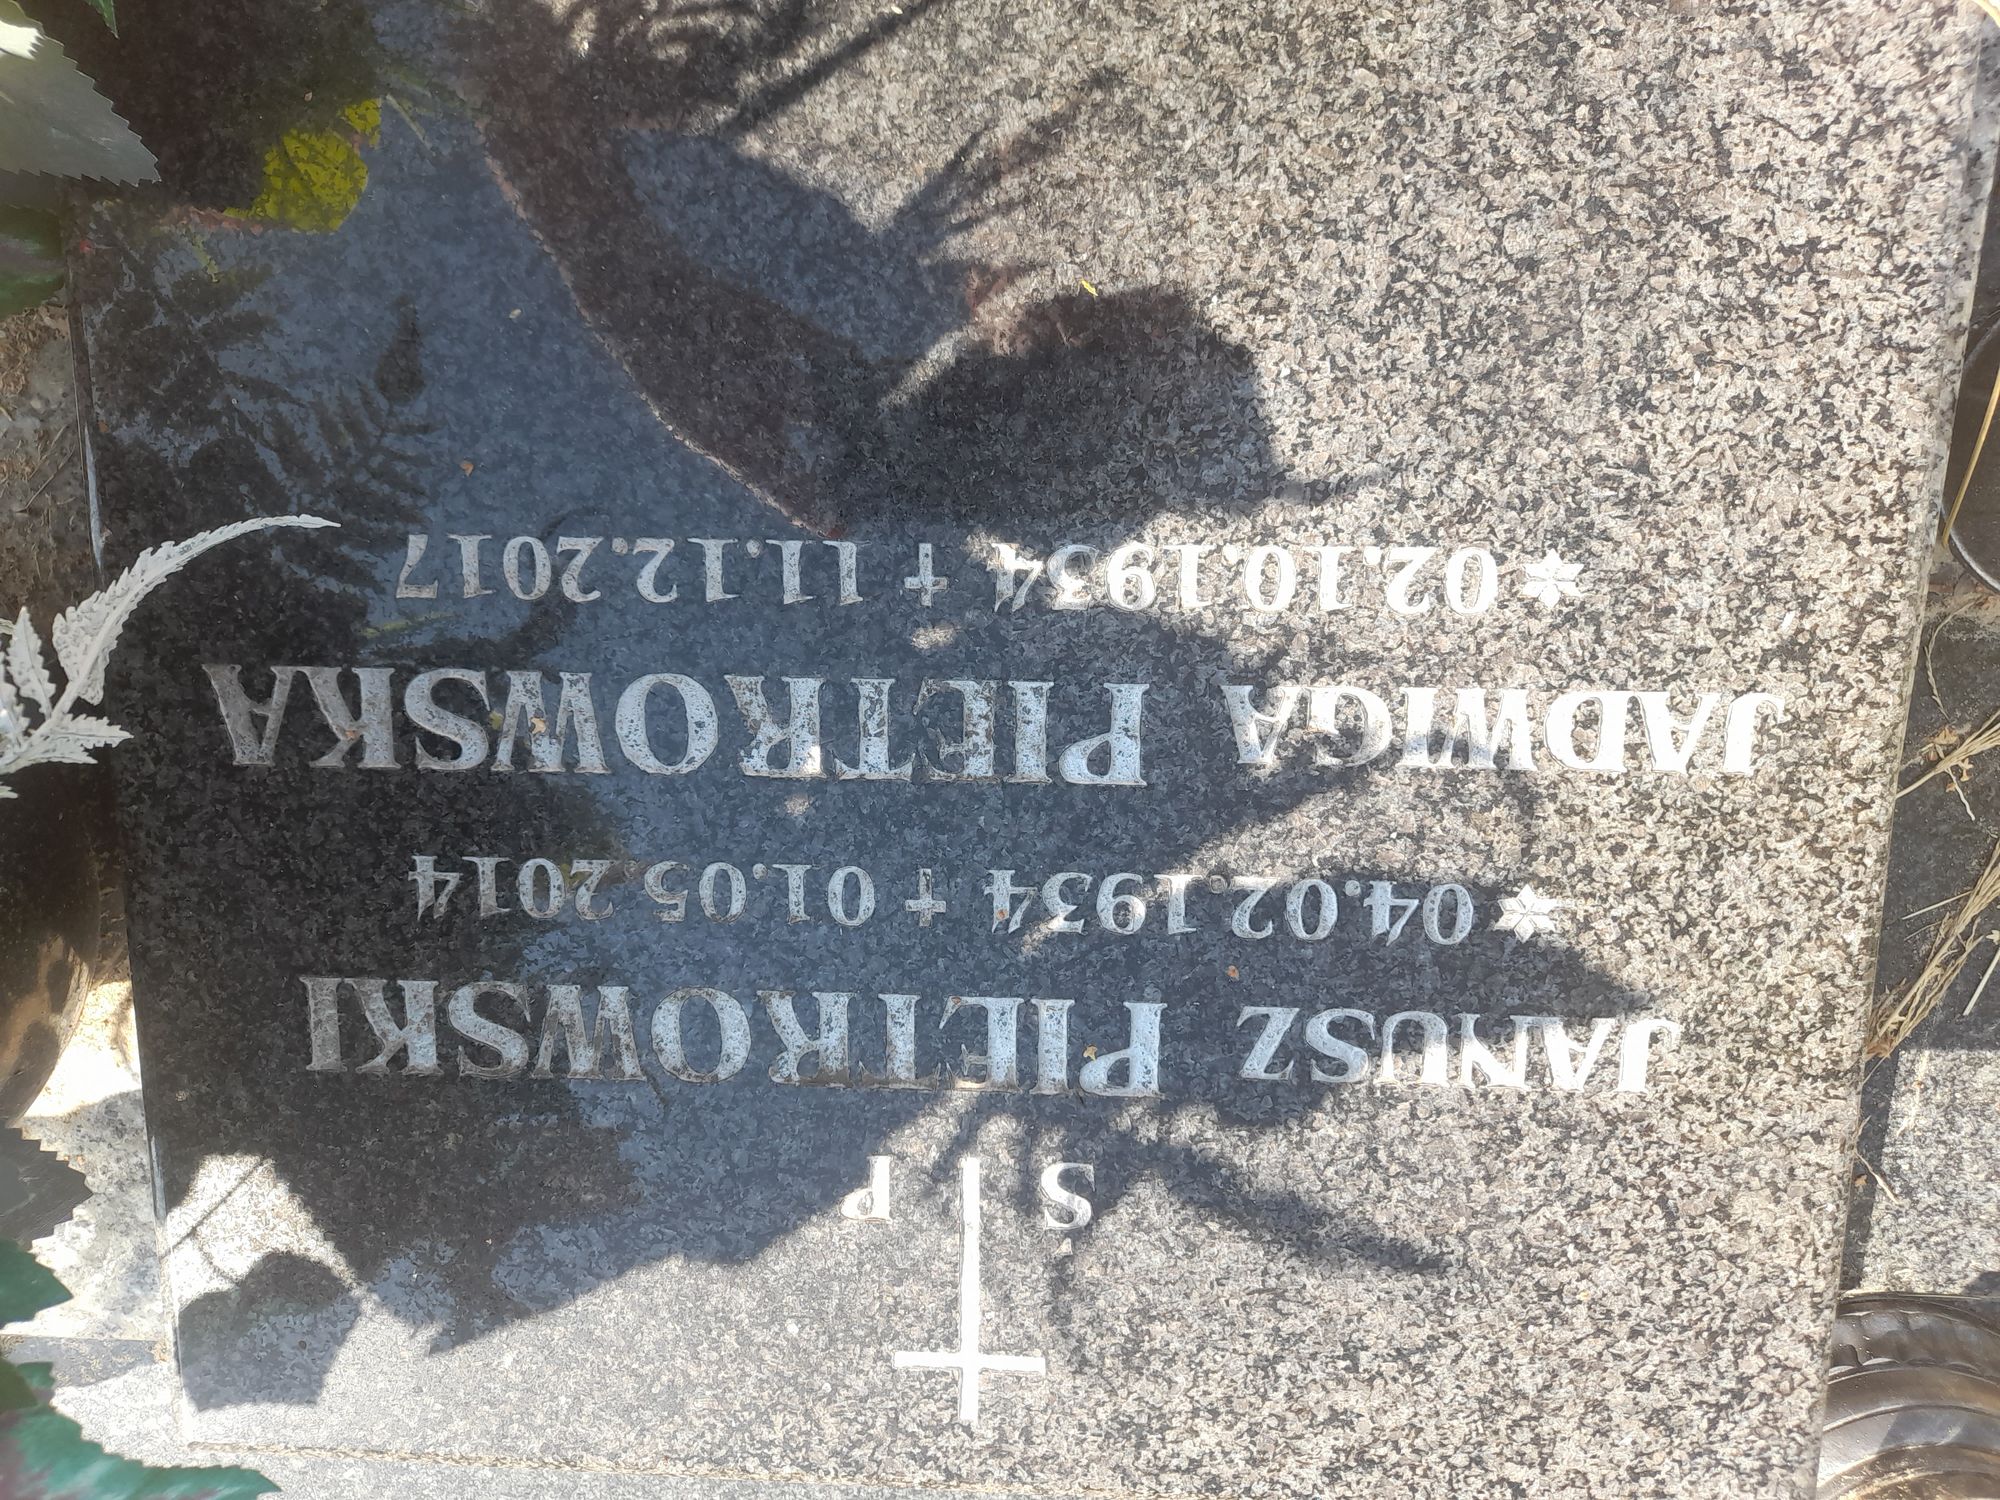 Ś P
JANUSZ PIETROWSKI
* 04.02.1934 + 01.05.2014
JADWIGA PIETROWSKA
* 02.10.1934 + 11.12.2017